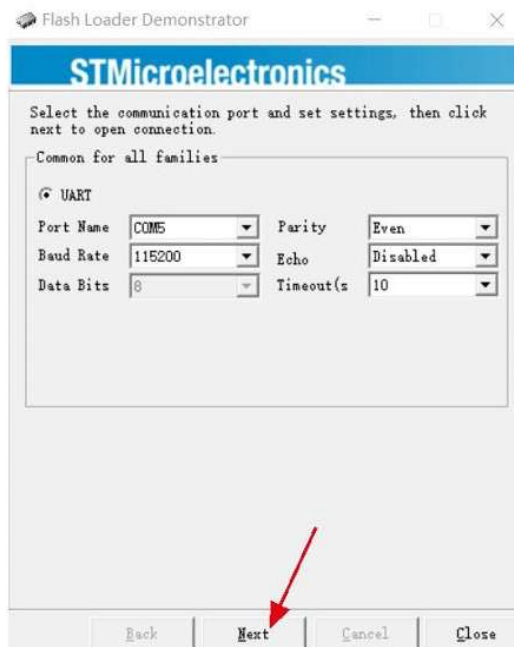 Flash Loader Demonstrator
STMicroelectronics
Select the communication port and set settings, then click
next to open connection.
Common for all families
UART
Port Name COM5 Parity Even
Baud Rate 115200 Echo Disabled
Data Bits 8 Timeout(s 10
Back Next Cancel Close